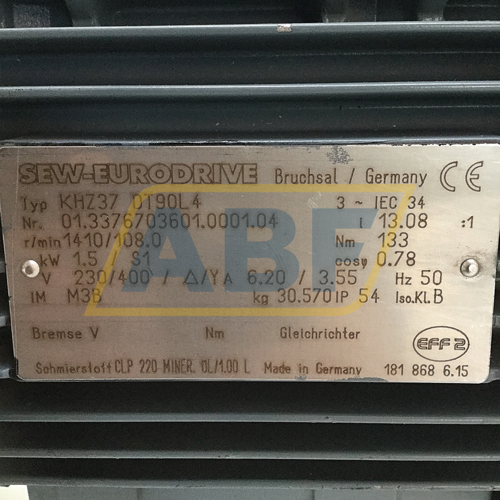 SEW-EURODRIVE Bruchsal / Germany CE
Typ KHZ37 DT90L4 3 ~ IEC 34
Nr. 01.3376703601.0001.04 i 13.08 :1
r/min 1410/108.0 Nm 133
kW 1.5 S1 cosφ 0.78
V 230/400 / Δ/Y A 6.20 / 3.55 Hz 50
IM M3B kg 30.570 IP 54 Iso.Kl. B
Bremse V Nm Gleichrichter
EFF 2
Schmierstoff CLP 220 MINER. ÖL/1.00 L Made in Germany 181 868 6.15
ABF